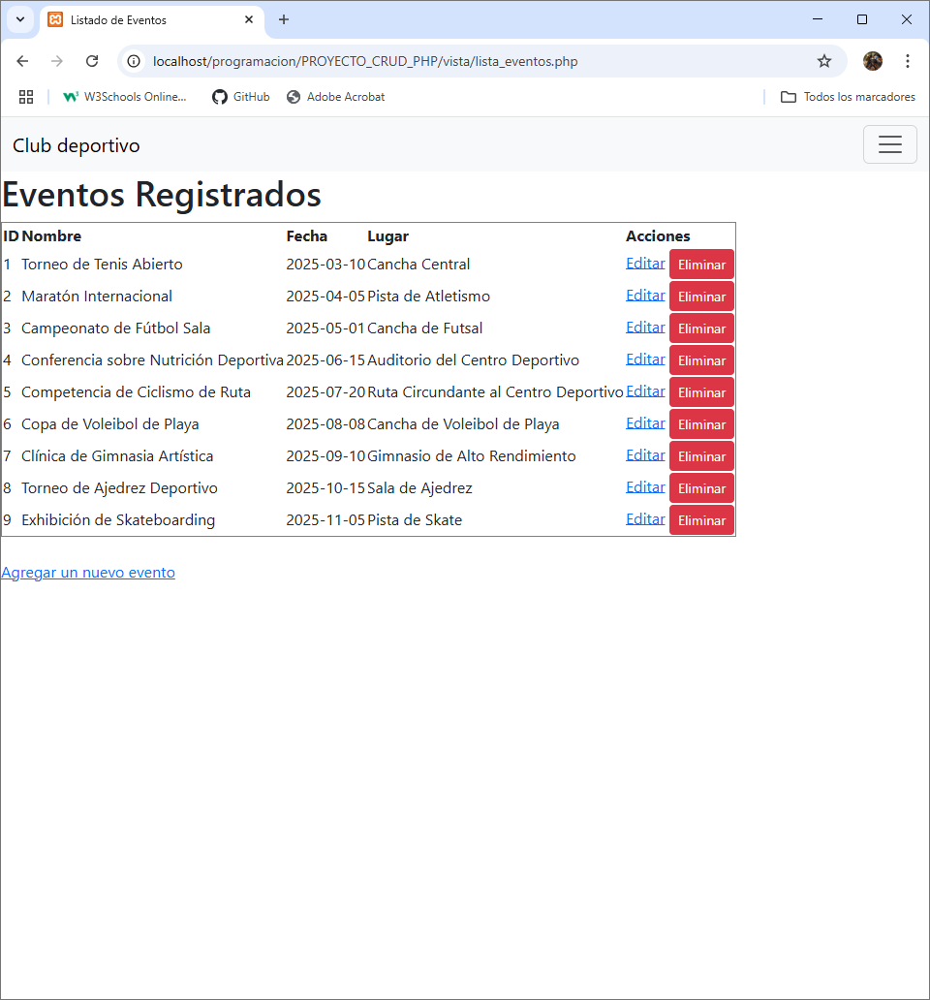 Listado de Eventos
localhost/programacion/PROYECTO_CRUD_PHP/vista/lista_eventos.php
W3Schools Online... GitHub Adobe Acrobat Todos los marcadores
Club deportivo
Eventos Registrados
ID Nombre Fecha Lugar Acciones
1 Torneo de Tenis Abierto 2025-03-10 Cancha Central Editar Eliminar
2 Maratón Internacional 2025-04-05 Pista de Atletismo Editar Eliminar
3 Campeonato de Fútbol Sala 2025-05-01 Cancha de Futsal Editar Eliminar
4 Conferencia sobre Nutrición Deportiva 2025-06-15 Auditorio del Centro Deportivo Editar Eliminar
5 Competencia de Ciclismo de Ruta 2025-07-20 Ruta Circundante al Centro Deportivo Editar Eliminar
6 Copa de Voleibol de Playa 2025-08-08 Cancha de Voleibol de Playa Editar Eliminar
7 Clínica de Gimnasia Artística 2025-09-10 Gimnasio de Alto Rendimiento Editar Eliminar
8 Torneo de Ajedrez Deportivo 2025-10-15 Sala de Ajedrez Editar Eliminar
9 Exhibición de Skateboarding 2025-11-05 Pista de Skate Editar Eliminar
Agregar un nuevo evento